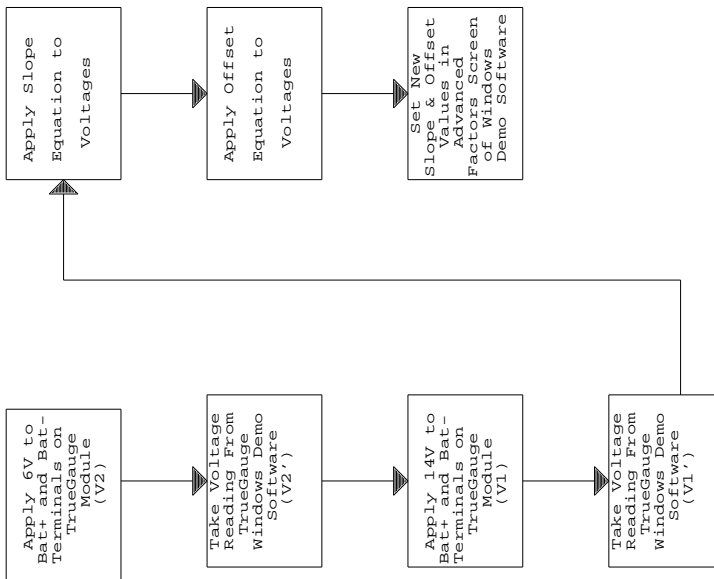 Apply 6V to
Bat+ and Bat-
Terminals on
TrueGauge
Module
(V2)
Take Voltage
Reading From
TrueGauge
Windows Demo
Software
(V2')
Apply 14V to
Bat+ and Bat-
Terminals on
TrueGauge
Module
(V1)
Take Voltage
Reading From
TrueGauge
Windows Demo
Software
(V1')
Apply Slope
Equation to
Voltages
Apply Offset
Equation to
Voltages
Set New
Slope & Offset
Values in
Advanced
Factors Screen
of Windows
Demo Software